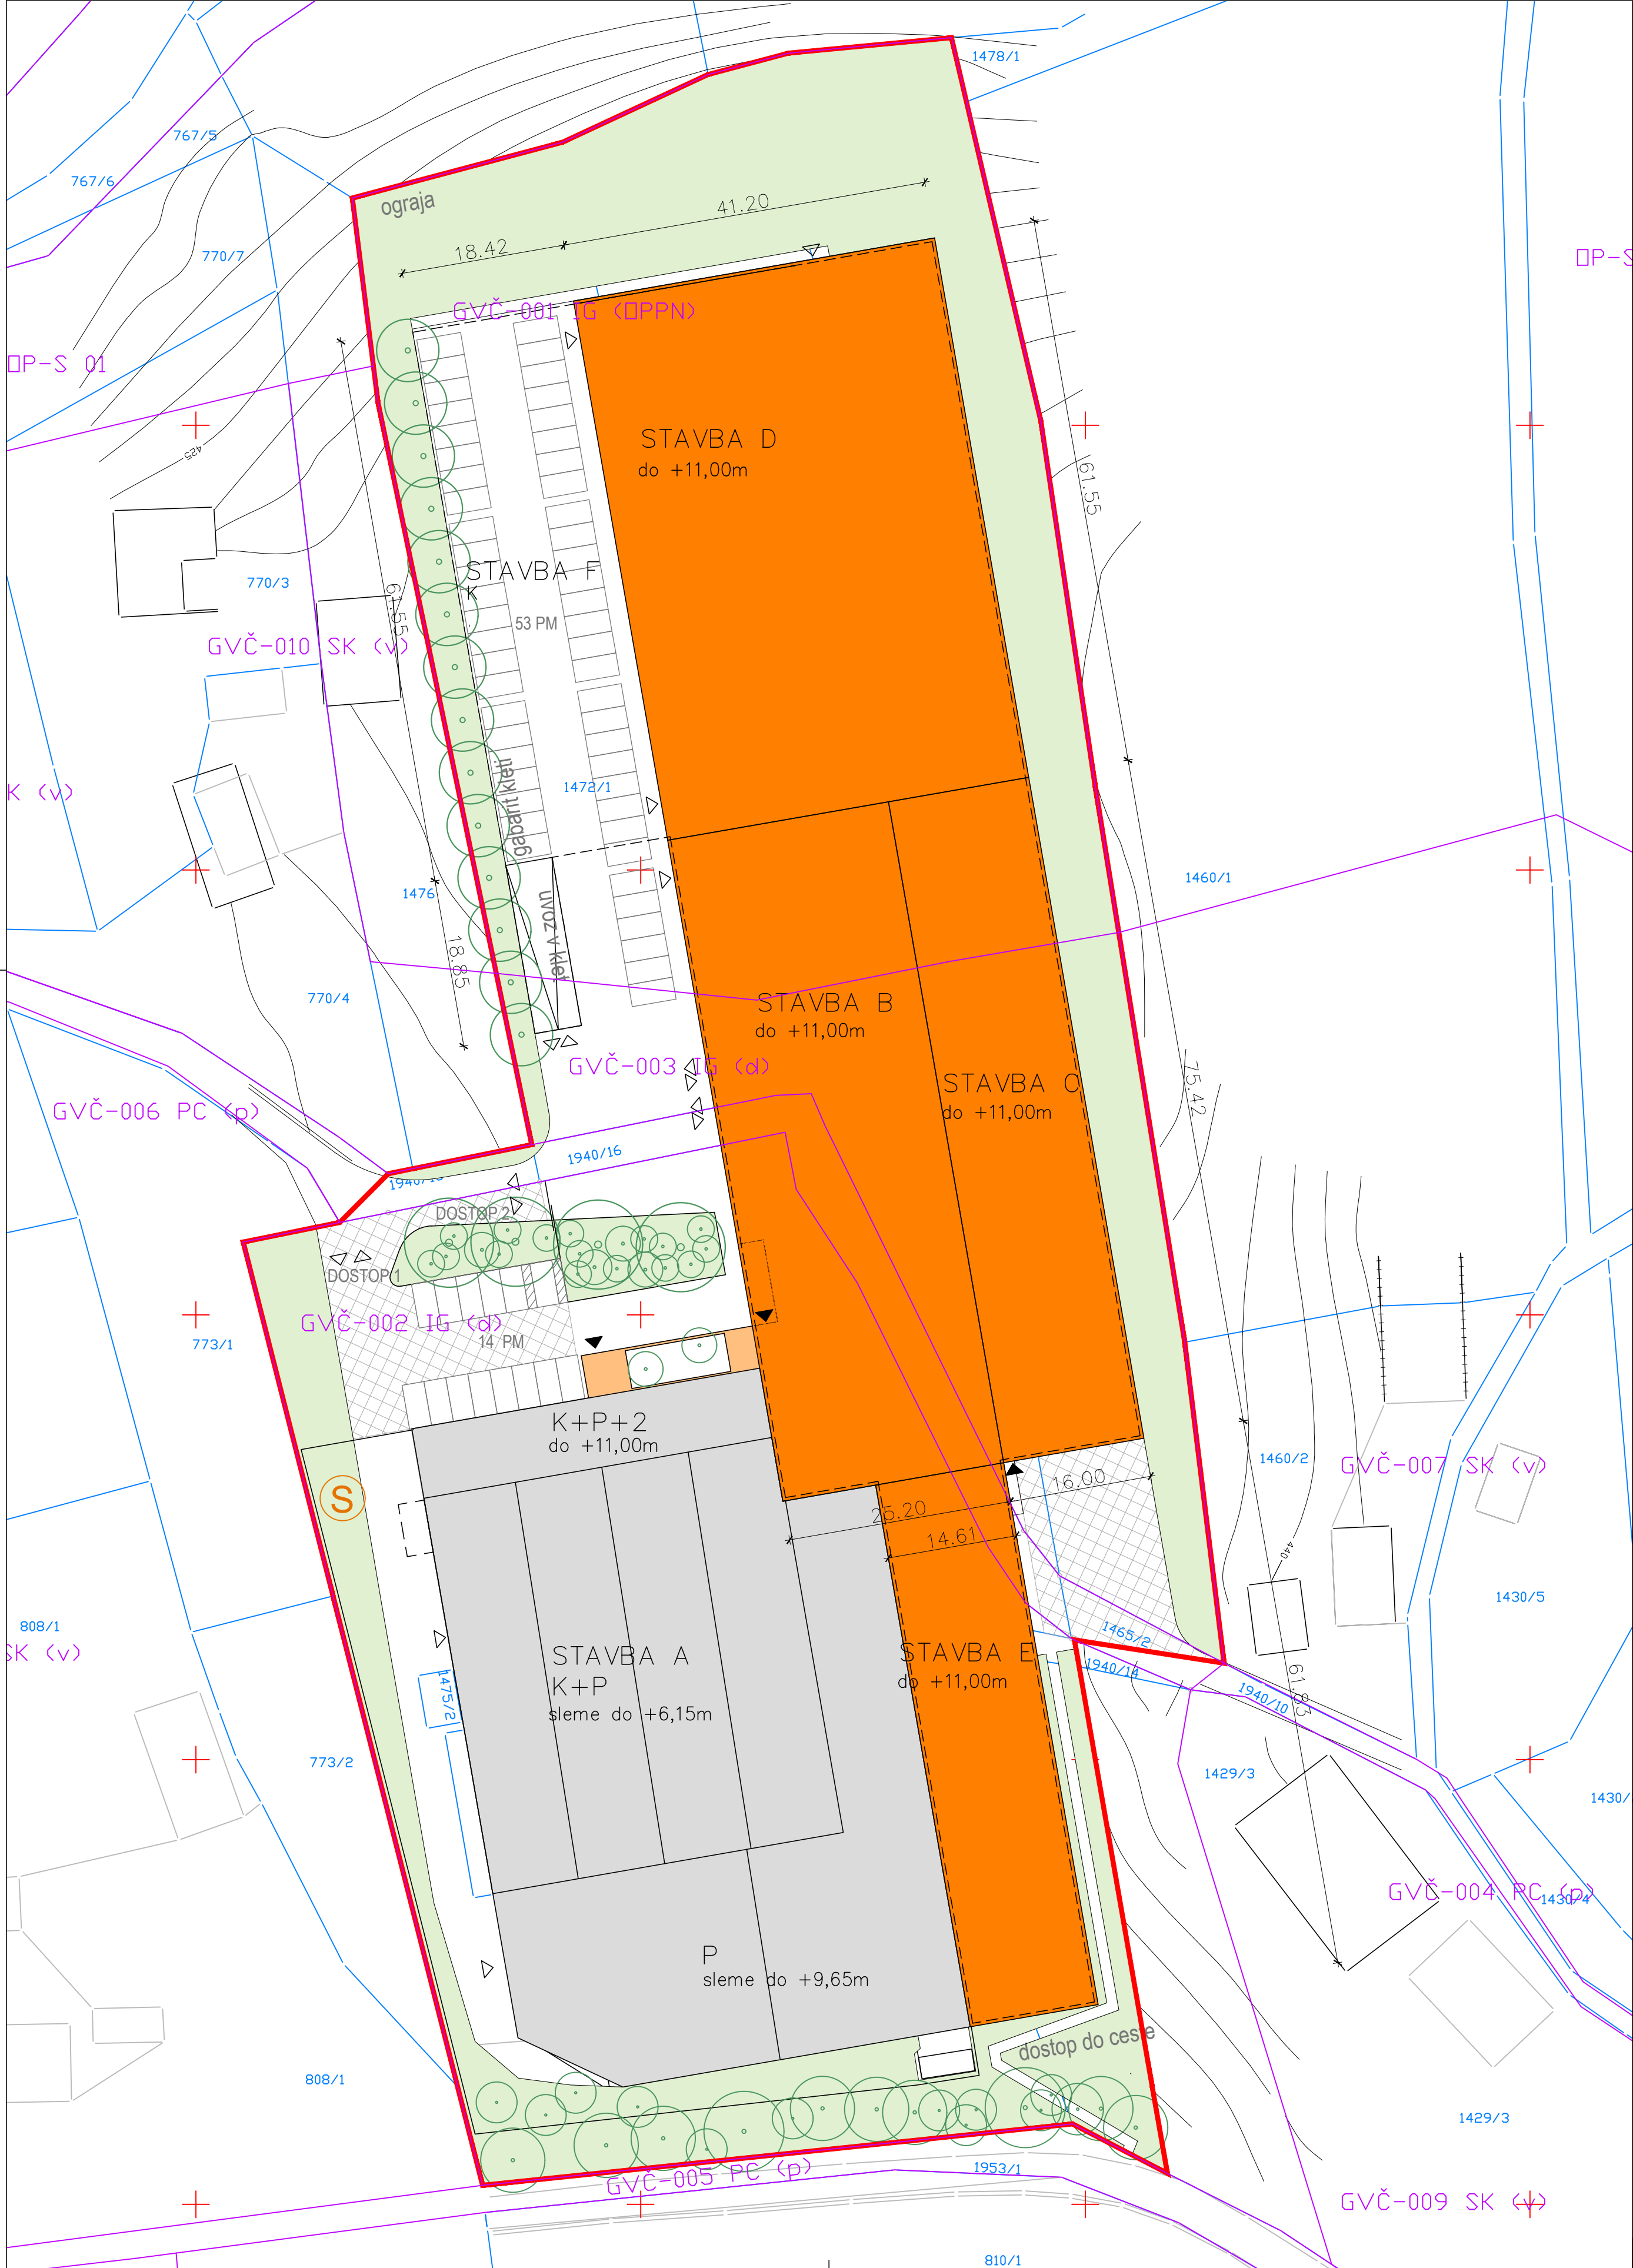 1478/1
767/5
767/6
ograja
41.20
18.42
770/7
GVČ-001 IG (OPPN)
OP-S
OP-S 01
STAVBA D
do +11,00m
425
61.55
STAVBA F
K
53 PM
770/3
61.55
GVČ-010 SK (v)
K (v)
1472/1
gabarit kleti
1476
1460/1
uvoz v klet
18.85
770/4
STAVBA B
do +11,00m
GVČ-003 IG (d)
STAVBA C
do +11,00m
75.42
GVČ-006 PC (p)
1940/16
DOSTOP 2
DOSTOP 1
GVČ-002 IG (d)
14 PM
773/1
K+P+2
do +11,00m
S
1460/2
GVČ-007 SK (v)
16.00
25.20
14.61
440
1430/5
808/1
SK (v)
STAVBA A
K+P
sleme do +6,15m
1475/2
STAVBA E
do +11,00m
1465/2
1940/14
1940/10
61.83
773/2
1429/3
1430/
GVČ-004 PC (p)
1430/4
P
sleme do +9,65m
dostop do ceste
808/1
1429/3
GVČ-005 PC (p)
1953/1
GVČ-009 SK (v)
810/1